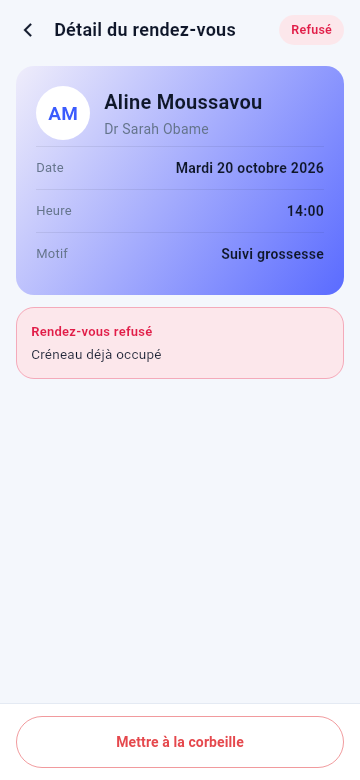 Détail du rendez-vous
Refusé
AM
Aline Moussavou
Dr Sarah Obame
Date
Mardi 20 octobre 2026
Heure
14:00
Motif
Suivi grossesse
Rendez-vous refusé
Créneau déjà occupé
Mettre à la corbeille